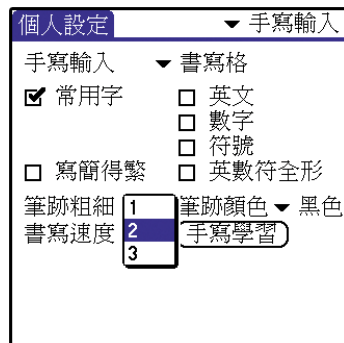 個人設定 手寫輸入
手寫輸入 書寫格
常用字 英文
數字
符號
寫簡得繁 英數符全形
筆跡粗細 1 筆跡顏色 黑色
書寫速度 2 手寫學習
3